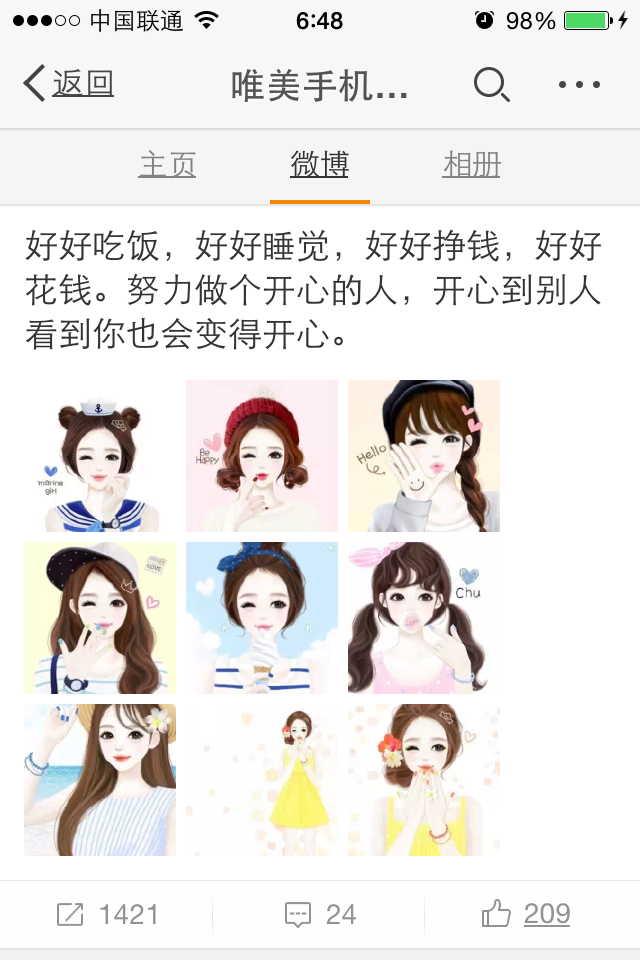 中国联通 6:48 98%
返回 唯美手机...
主页 微博 相册
好好吃饭，好好睡觉，好好挣钱，好好
花钱。努力做个开心的人，开心到别人
看到你也会变得开心。
marine
girl
Be
Happy
Hello
LOVE
Chu
1421 24 209